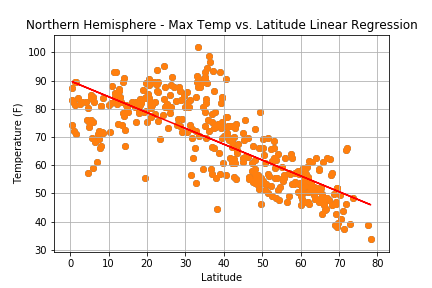 Northern Hemisphere - Max Temp vs. Latitude Linear Regression
Temperature (F)
100
90
80
70
60
50
40
30
0 10 20 30 40 50 60 70 80
Latitude